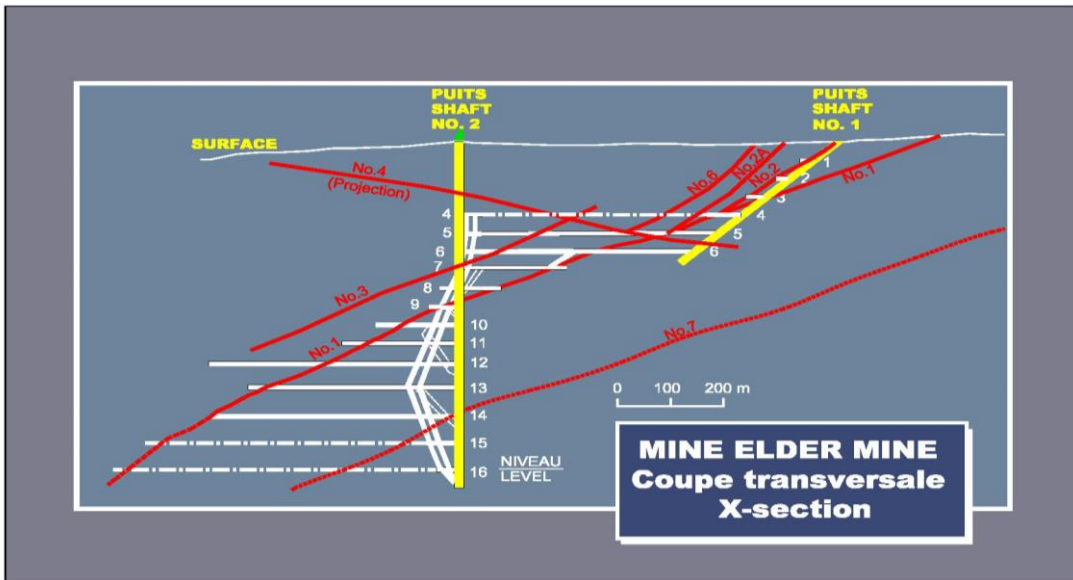 PUITS
SHAFT
NO. 2
PUITS
SHAFT
NO. 1
SURFACE
No.4
(Projection)
No.6
No.2A
No.2
No.1
1
2
3
4
5
6
4
5
6
7
8
9
10
11
12
13
14
15
16
No.3
No.1
No.7
0 100 200 m
NIVEAU
LEVEL
MINE ELDER MINE
Coupe transversale
X-section